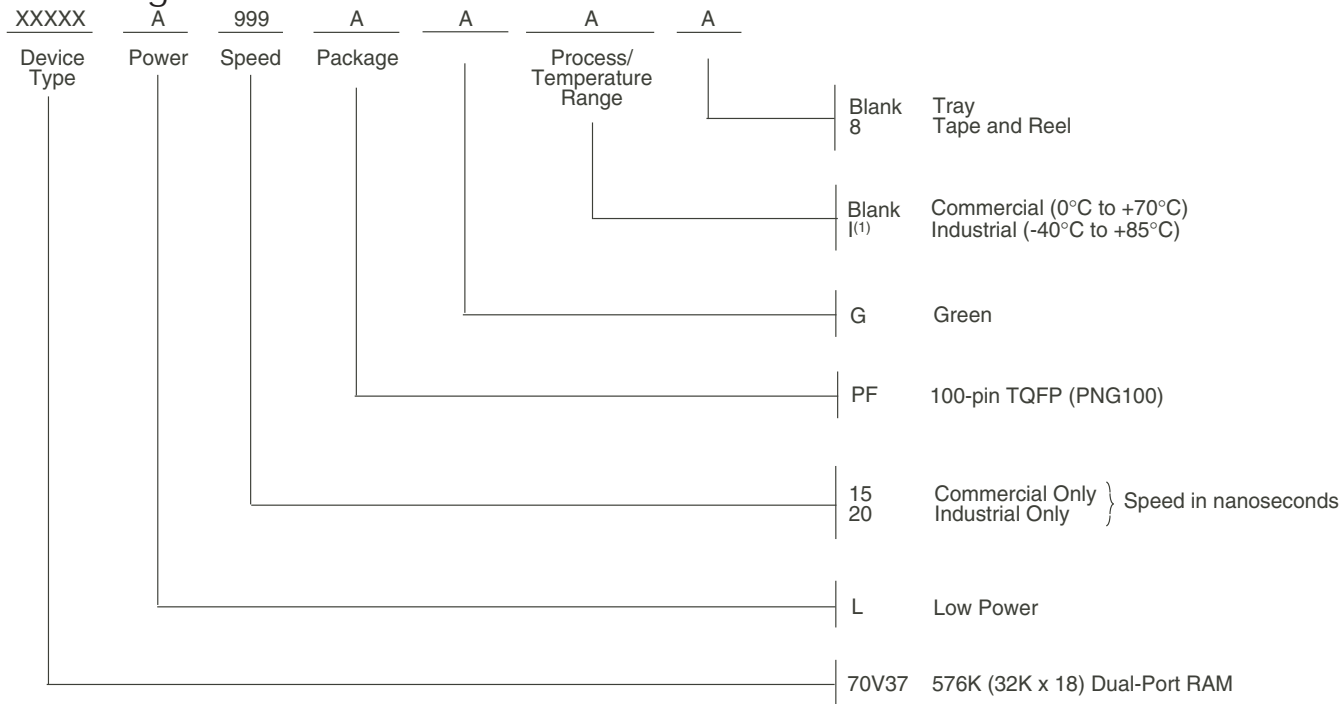 XXXXX A 999 A A A A
Device Type Power Speed Package Process/ Temperature Range
Blank Tray
8 Tape and Reel
Blank Commercial (0°C to +70°C)
I(1) Industrial (-40°C to +85°C)
G Green
PF 100-pin TQFP (PNG100)
15 Commercial Only
20 Industrial Only
Speed in nanoseconds
L Low Power
70V37 576K (32K x 18) Dual-Port RAM